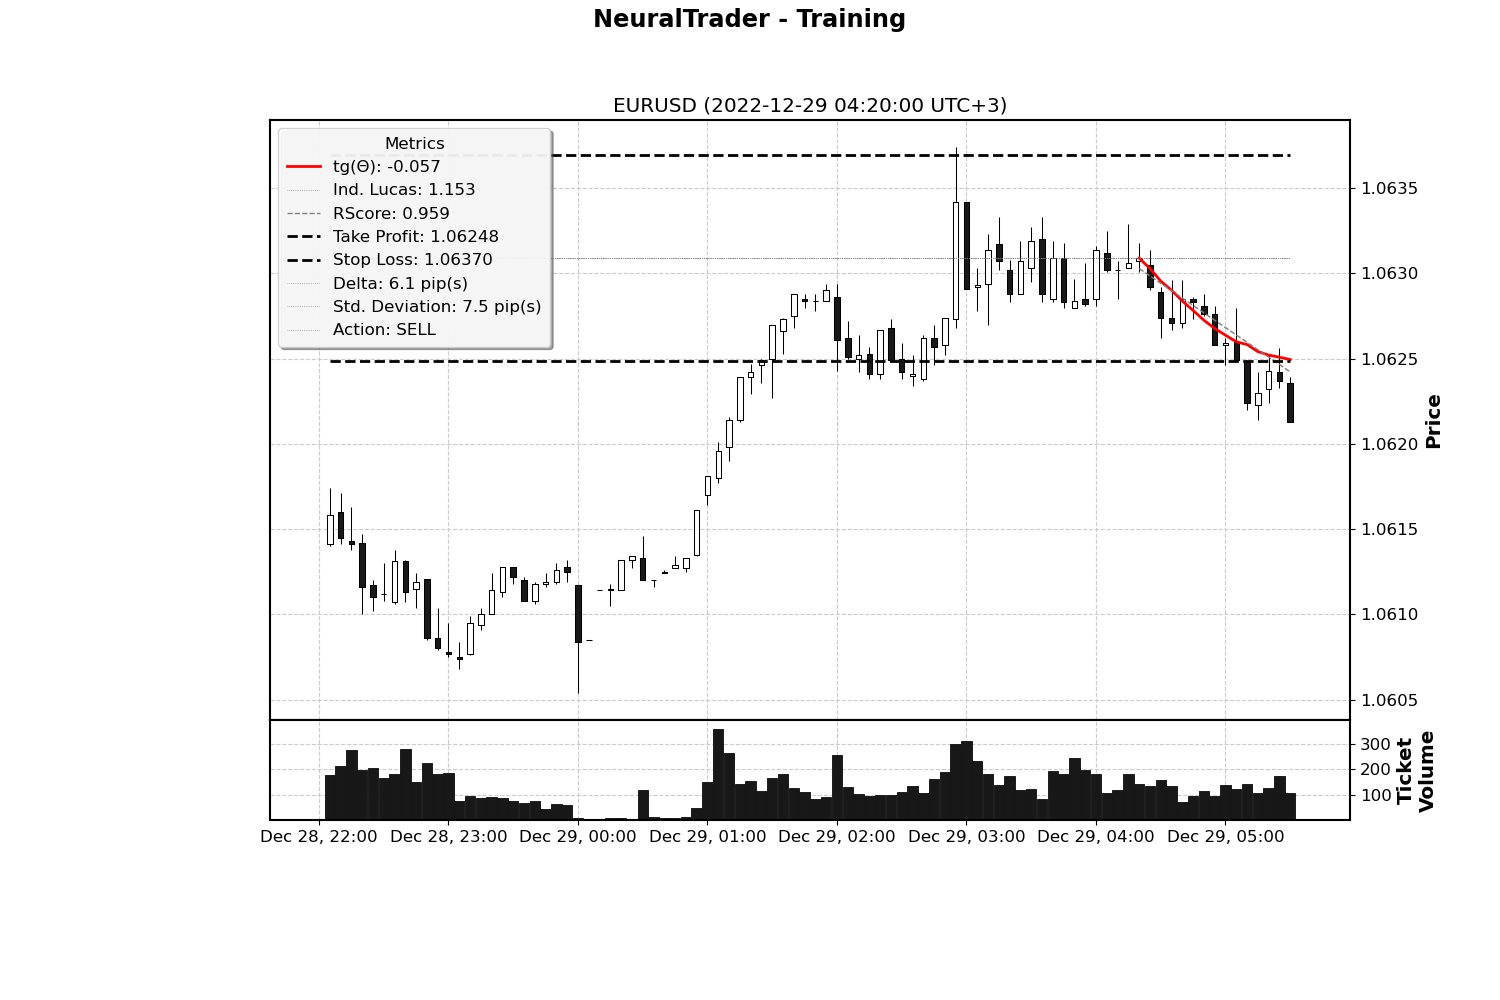 NeuralTrader - Training
EURUSD (2022-12-29 04:20:00 UTC+3)
Metrics
tg(Θ): -0.057
Ind. Lucas: 1.153
RScore: 0.959
Take Profit: 1.06248
Stop Loss: 1.06370
Delta: 6.1 pip(s)
Std. Deviation: 7.5 pip(s)
Action: SELL
1.0635
1.0630
1.0625
1.0620
1.0615
1.0610
1.0605
Price
300
200
100
Ticket
Volume
Dec 28, 22:00 Dec 28, 23:00 Dec 29, 00:00 Dec 29, 01:00 Dec 29, 02:00 Dec 29, 03:00 Dec 29, 04:00 Dec 29, 05:00